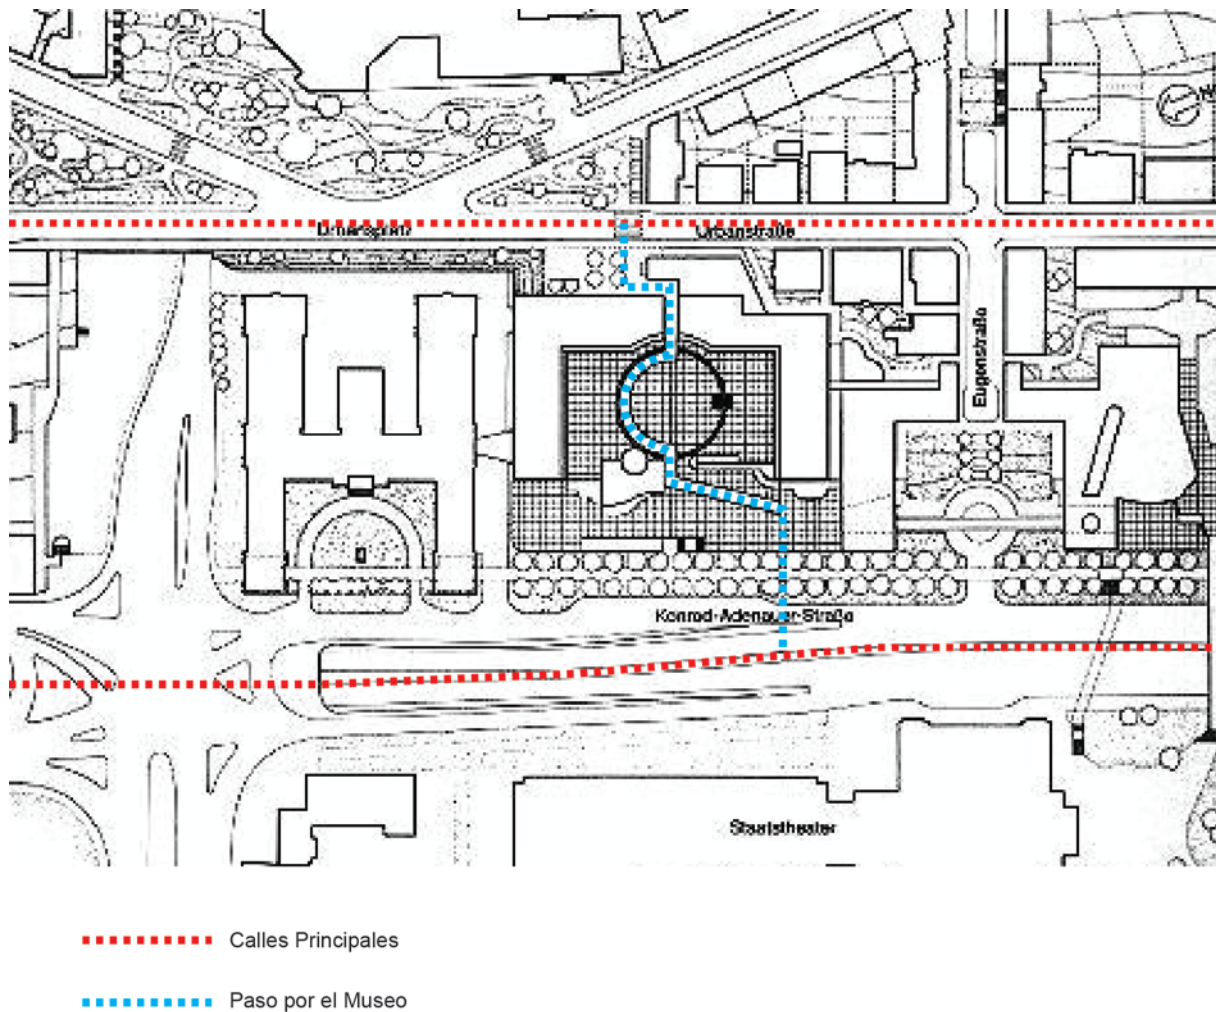 Urbanstraße
Eugenstraße
Konrad-Adenauer-Straße
Staatstheater
Calles Principales
Paso por el Museo